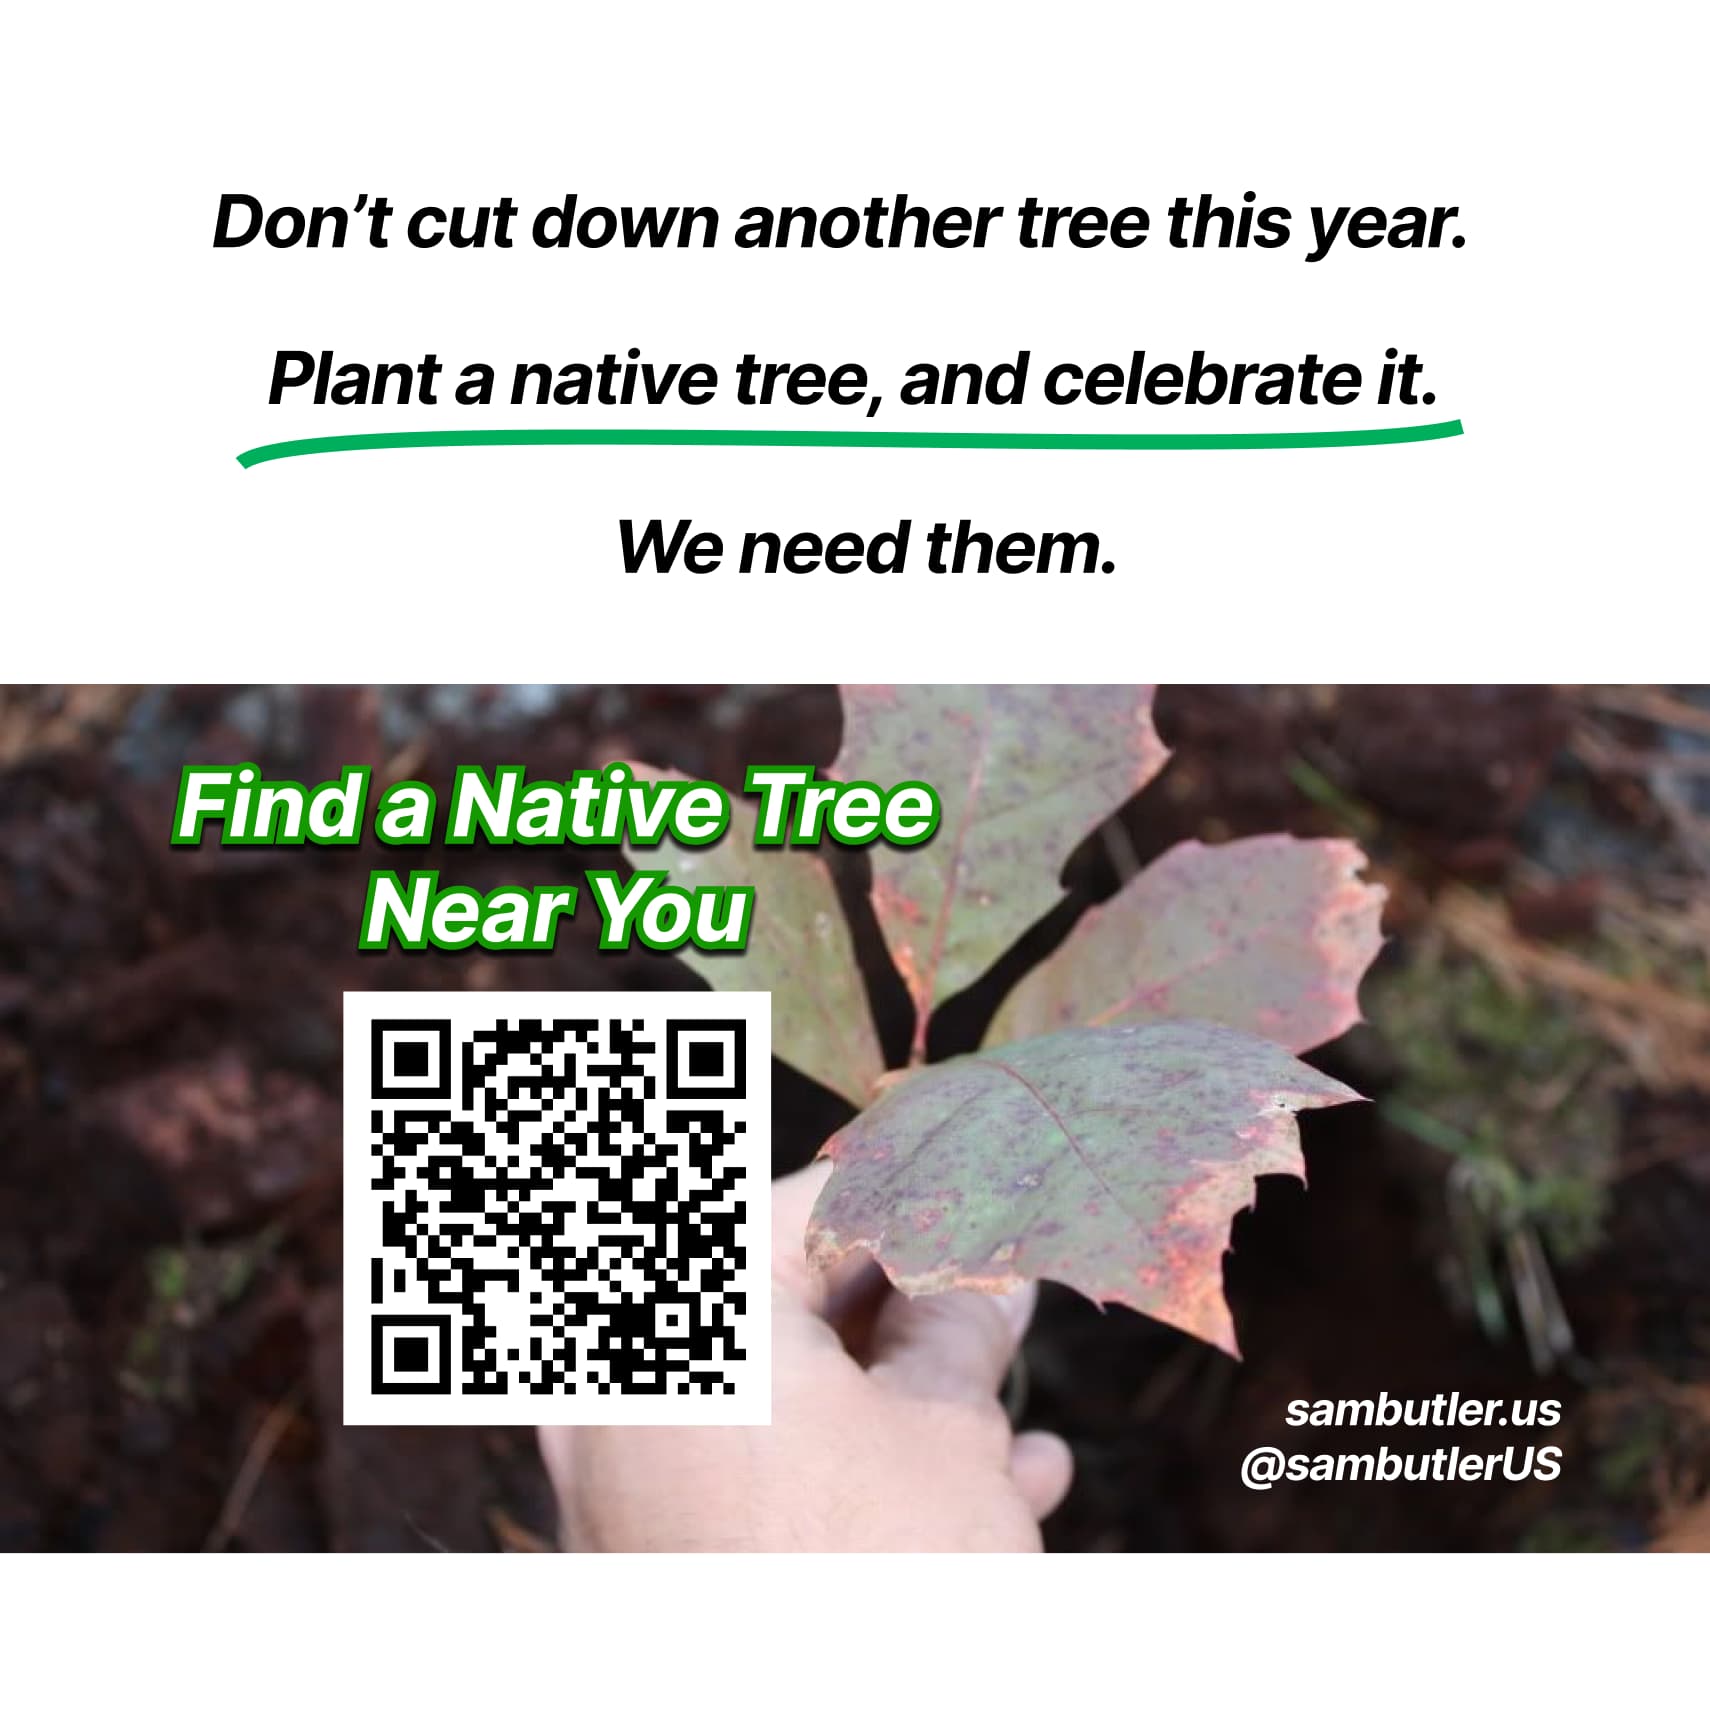 Don’t cut down another tree this year.
Plant a native tree, and celebrate it.
We need them.
Find a Native Tree
Near You
sambutler.us
@sambutlerUS